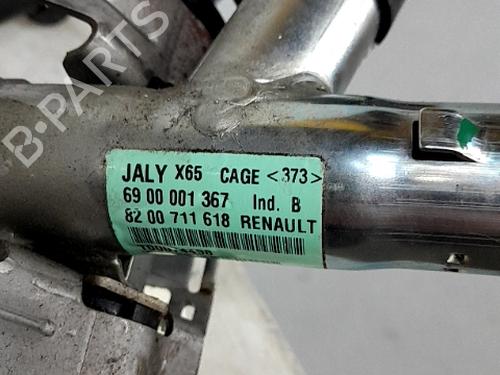 B-PARTS
JALY X65 CAGE <373>
69 00 001 367 Ind. B
82 00 711 618 RENAULT